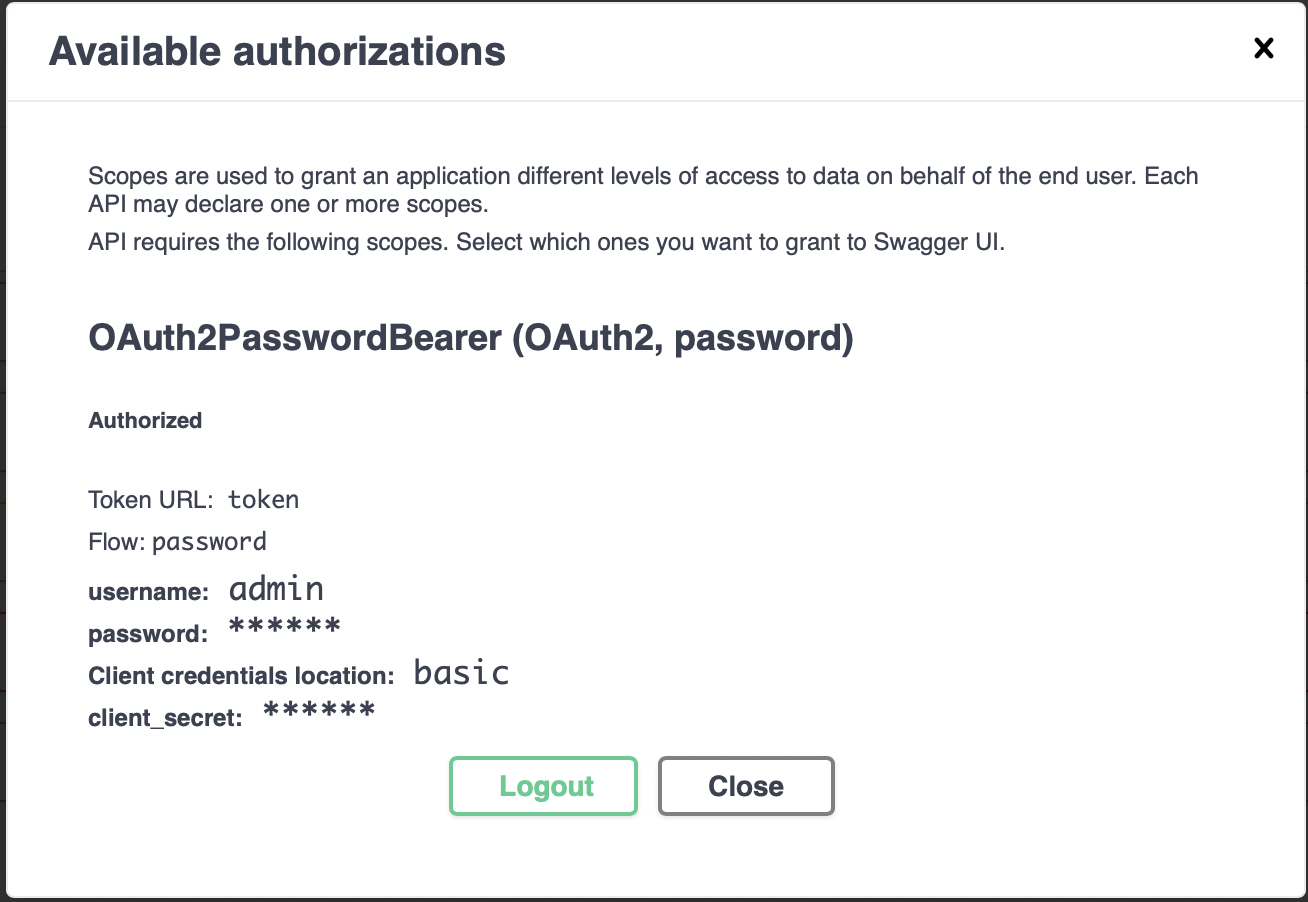 Available authorizations
Scopes are used to grant an application different levels of access to data on behalf of the end user. Each
API may declare one or more scopes.
API requires the following scopes. Select which ones you want to grant to Swagger UI.
OAuth2PasswordBearer (OAuth2, password)
Authorized
Token URL: token
Flow: password
username: admin
password: ******
Client credentials location: basic
client_secret: ******
Logout Close